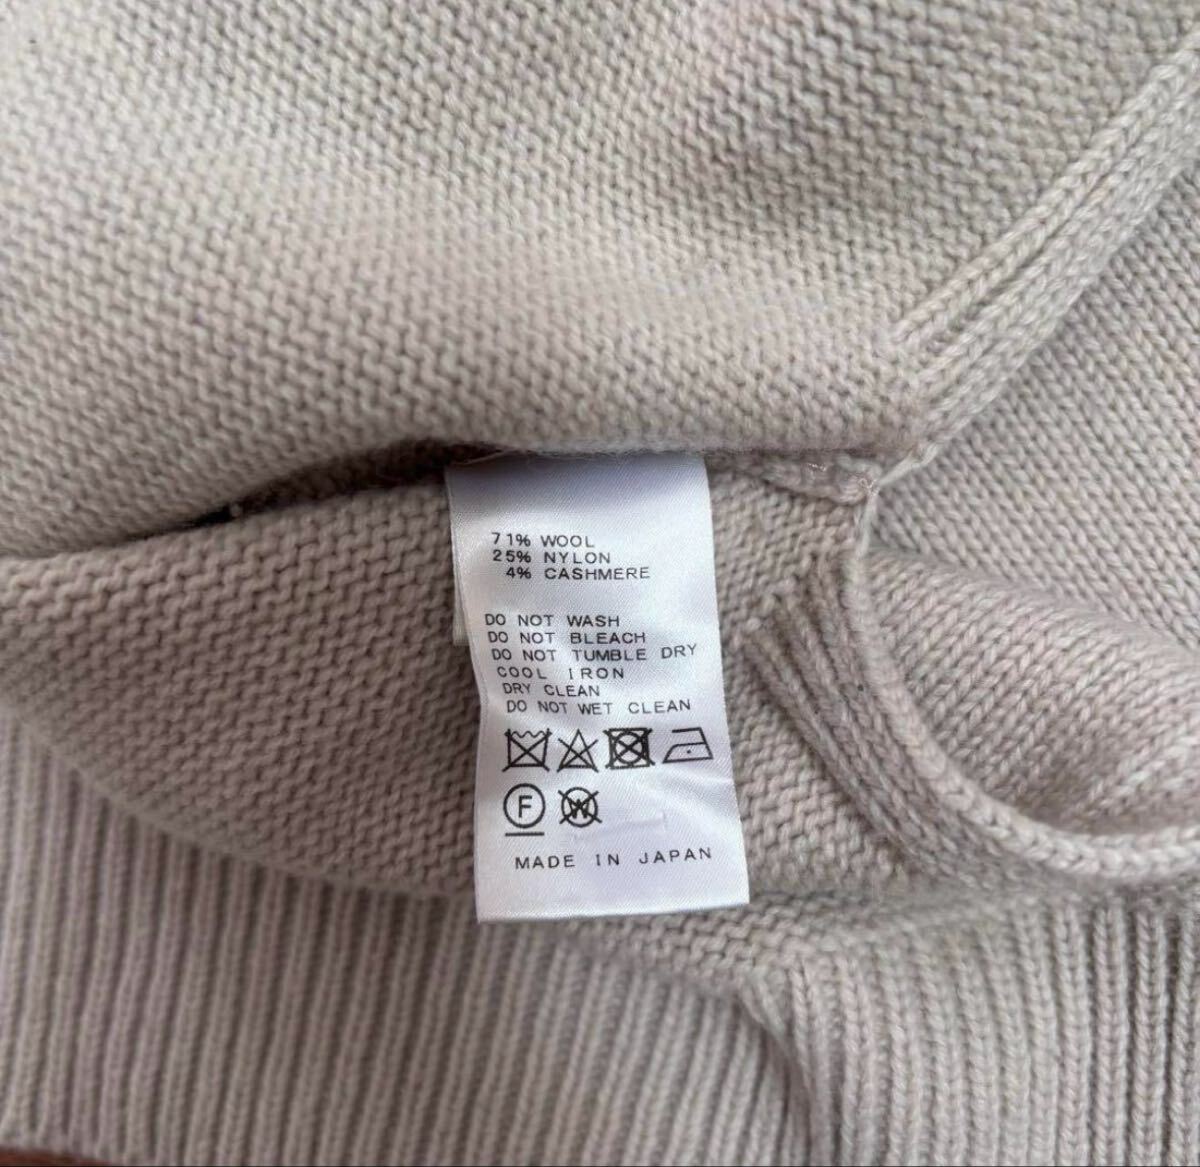 71% WOOL
25% NYLON
4% CASHMERE
DO NOT WASH
DO NOT BLEACH
DO NOT TUMBLE DRY
COOL IRON
DRY CLEAN
DO NOT WET CLEAN
F W
MADE IN JAPAN